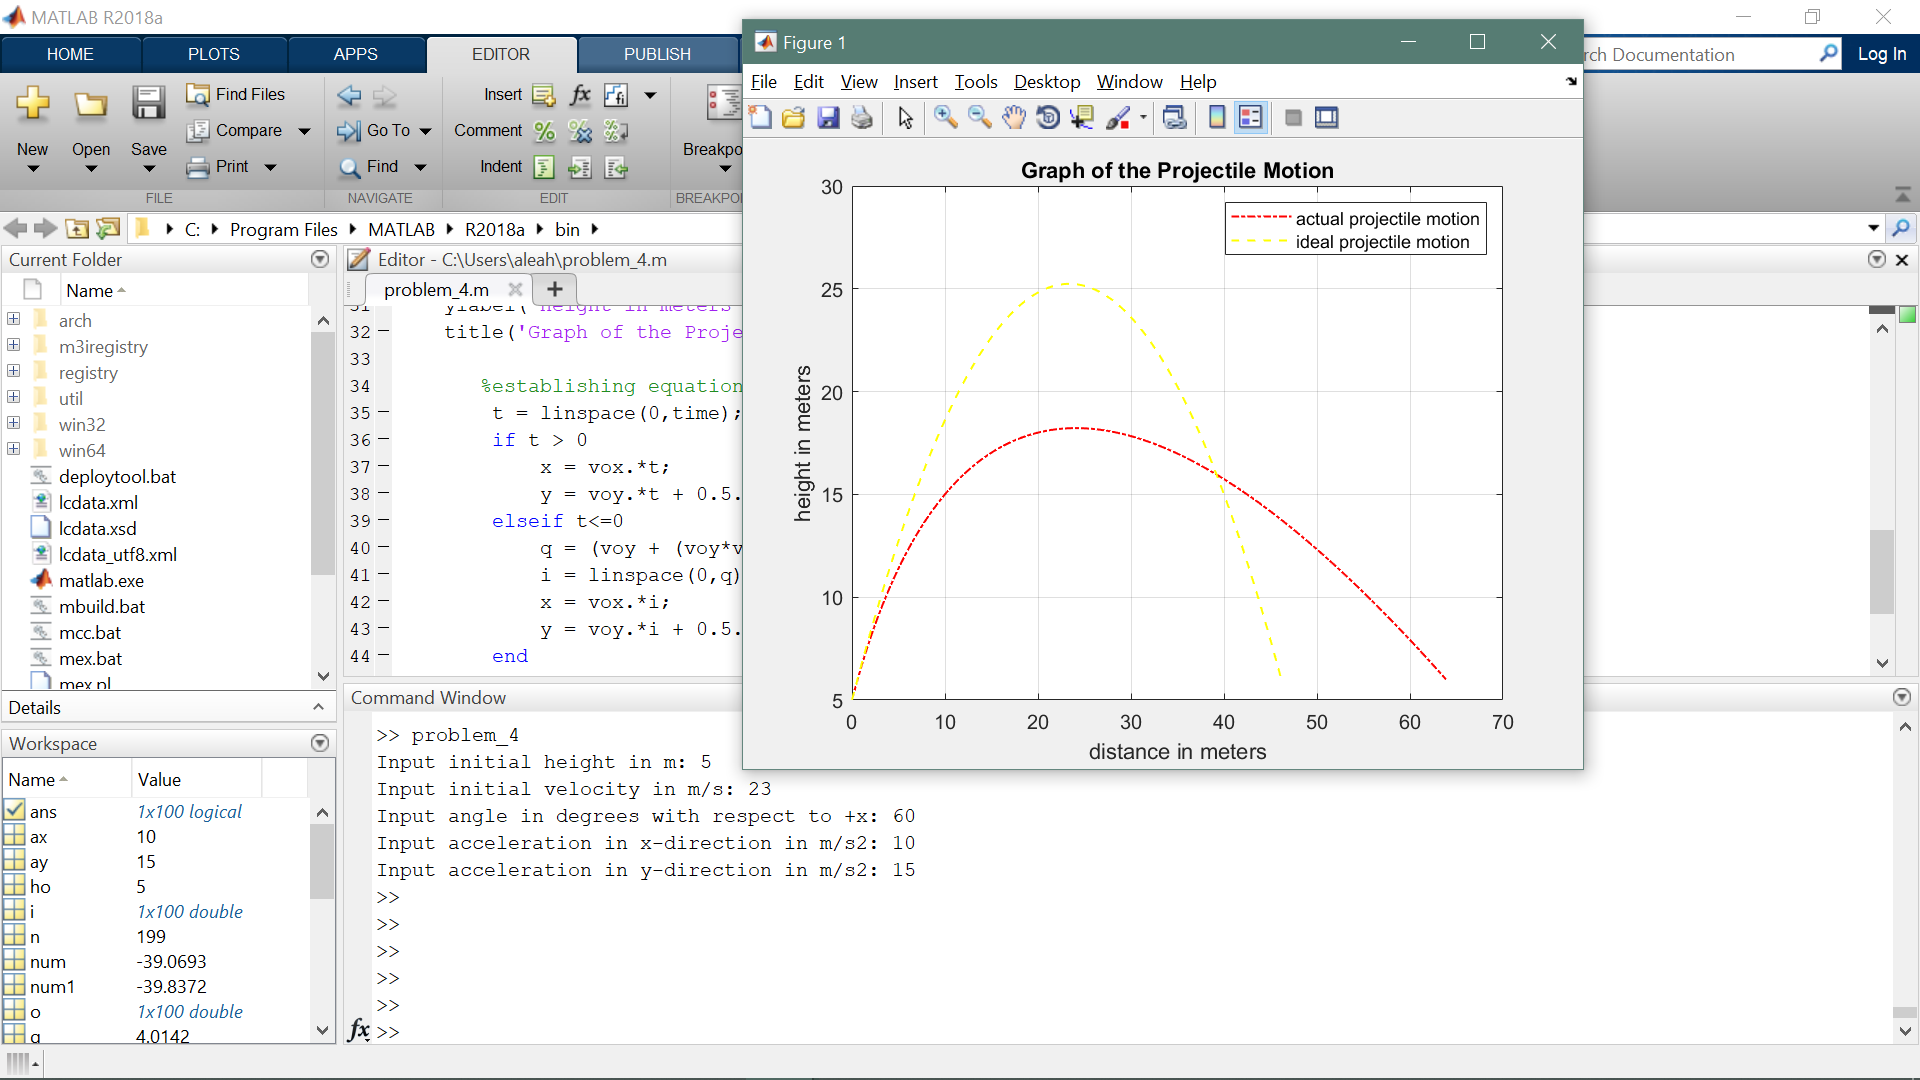 MATLAB R2018a
HOME PLOTS APPS EDITOR PUBLISH
rch Documentation
Log In
New
Open
Save
Find Files
Compare
Print
FILE
Go To
Find
NAVIGATE
Insert fx
Comment
Indent
EDIT
Breakpo
BREAKPOI
C: Program Files MATLAB R2018a bin
Current Folder
Name
arch
m3iregistry
registry
util
win32
win64
deploytool.bat
lcdata.xml
lcdata.xsd
lcdata_utf8.xml
matlab.exe
mbuild.bat
mcc.bat
mex.bat
mex.pl
Details
Workspace
Name Value
ans 1x100 logical
ax 10
ay 15
ho 5
i 1x100 double
n 199
num -39.0693
num1 -39.8372
o 1x100 double
q 4.0142
Editor - C:\Users\aleah\problem_4.m
problem_4.m
31 ylabel('height in meters
32 title('Graph of the Proje
33
34 %establishing equation
35 t = linspace(0,time);
36 if t > 0
37 x = vox.*t;
38 y = voy.*t + 0.5.
39 elseif t<=0
40 q = (voy + (voy*v
41 i = linspace(0,q)
42 x = vox.*i;
43 y = voy.*i + 0.5.
44 end
Command Window
>> problem_4
Input initial height in m: 5
Input initial velocity in m/s: 23
Input angle in degrees with respect to +x: 60
Input acceleration in x-direction in m/s2: 10
Input acceleration in y-direction in m/s2: 15
>>
>>
>>
>>
>>
fx >>
Figure 1
File Edit View Insert Tools Desktop Window Help
Graph of the Projectile Motion
actual projectile motion
ideal projectile motion
height in meters
30
25
20
15
10
5
0 10 20 30 40 50 60 70
distance in meters